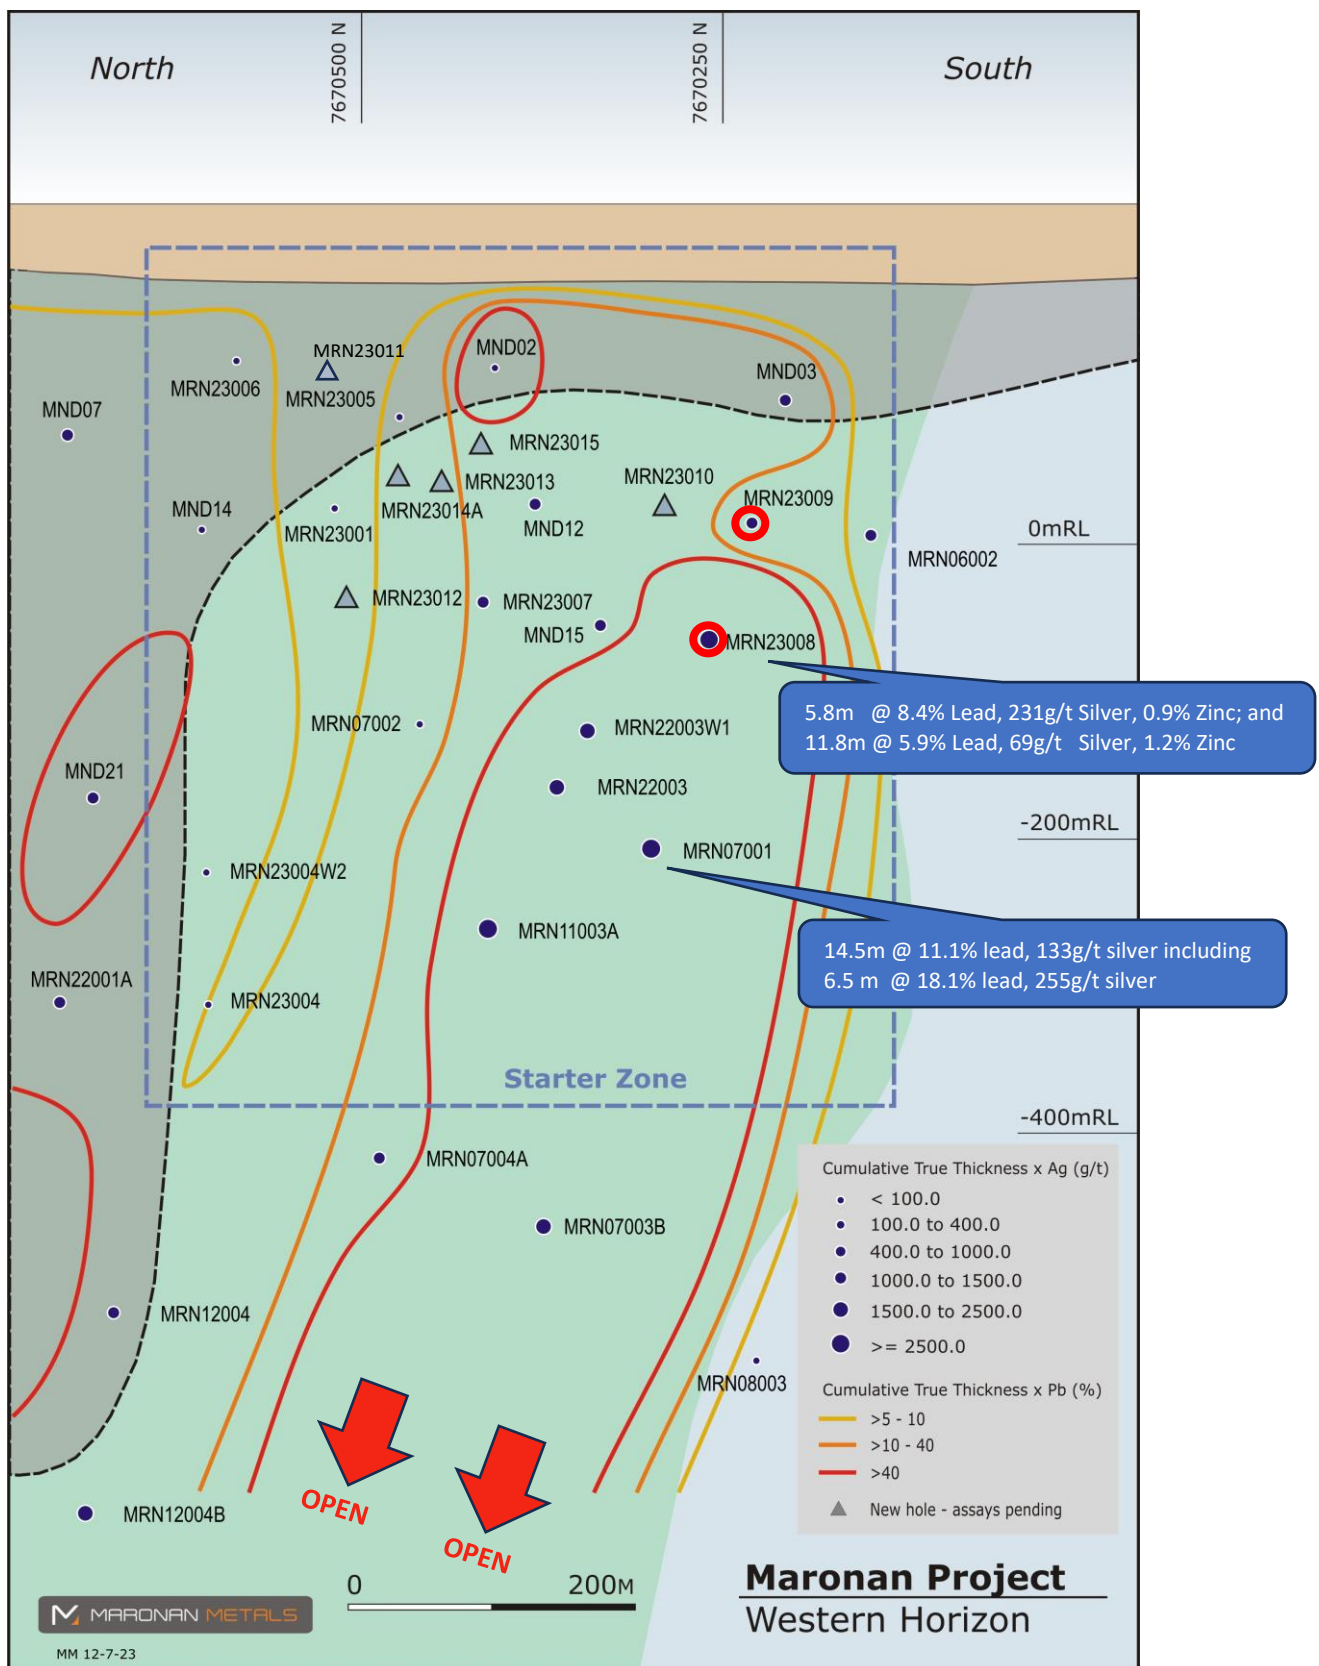 North
7670500 N
7670250 N
South
MRN23011
MND02
MRN23006
MRN23005
MND03
MND07
MRN23015
MRN23010
MRN23013
MRN23009
MND14
MRN23014A
MRN23001
MND12
0mRL
MRN06002
MRN23012
MRN23007
MND15
MRN23008
5.8m @ 8.4% Lead, 231g/t Silver, 0.9% Zinc; and
11.8m @ 5.9% Lead, 69g/t Silver, 1.2% Zinc
MRN07002
MRN22003W1
MND21
MRN22003
-200mRL
MRN07001
MRN23004W2
MRN11003A
14.5m @ 11.1% lead, 133g/t silver including
6.5 m @ 18.1% lead, 255g/t silver
MRN22001A
MRN23004
Starter Zone
-400mRL
MRN07004A
MRN07003B
MRN12004
MRN08003
Cumulative True Thickness x Ag (g/t)
< 100.0
100.0 to 400.0
400.0 to 1000.0
1000.0 to 1500.0
1500.0 to 2500.0
>= 2500.0
Cumulative True Thickness x Pb (%)
>5 - 10
>10 - 40
>40
New hole - assays pending
OPEN
OPEN
MRN12004B
0 200M
Maronan Project
Western Horizon
MARONAN METALS
MM 12-7-23